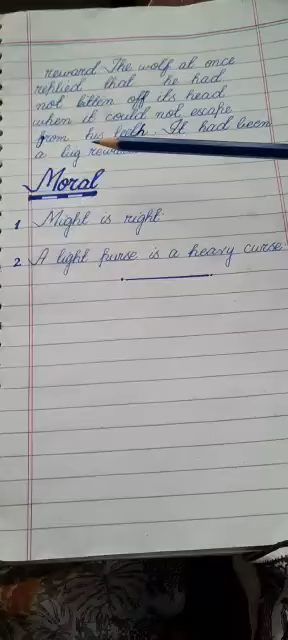 reward. The wolf at once
replied that he had
not bitten off its head
when it could not escape
from his teeth. It had been
a big rewa
Moral
1 Might is right.
2 A light purse is a heavy curse